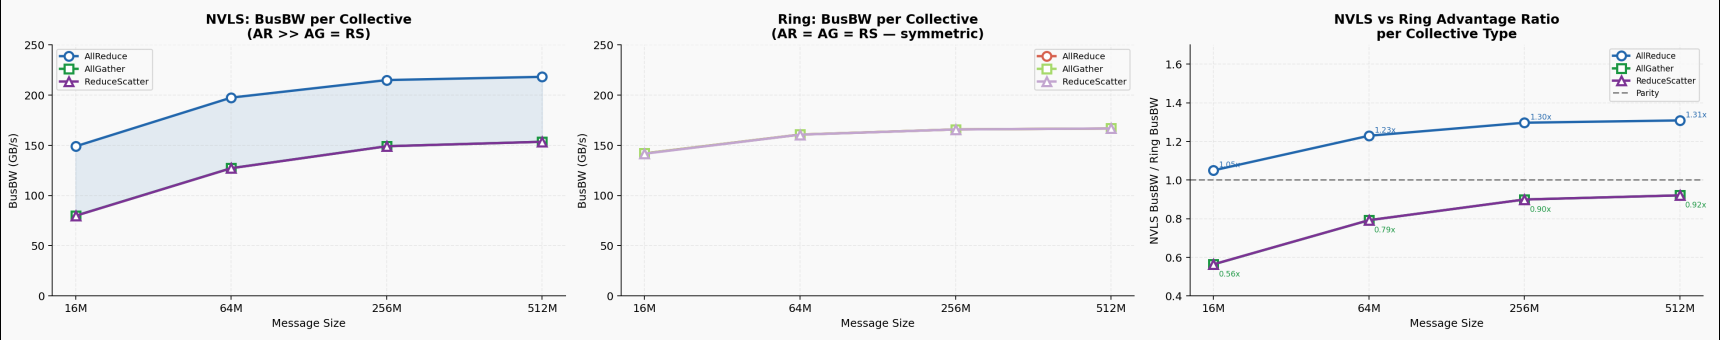 NVLS: BusBW per Collective
(AR >> AG = RS)
250
200
150
100
50
0
BusBW (GB/s)
AllReduce
AllGather
ReduceScatter
16M
64M
256M
512M
Message Size
Ring: BusBW per Collective
(AR = AG = RS — symmetric)
250
200
150
100
50
0
BusBW (GB/s)
AllReduce
AllGather
ReduceScatter
16M
64M
256M
512M
Message Size
NVLS vs Ring Advantage Ratio
per Collective Type
1.6
1.4
1.2
1.0
0.8
0.6
0.4
NVLS BusBW / Ring BusBW
AllReduce
AllGather
ReduceScatter
Parity
1.05x
1.23x
1.30x
1.31x
0.56x
0.79x
0.90x
0.92x
16M
64M
256M
512M
Message Size